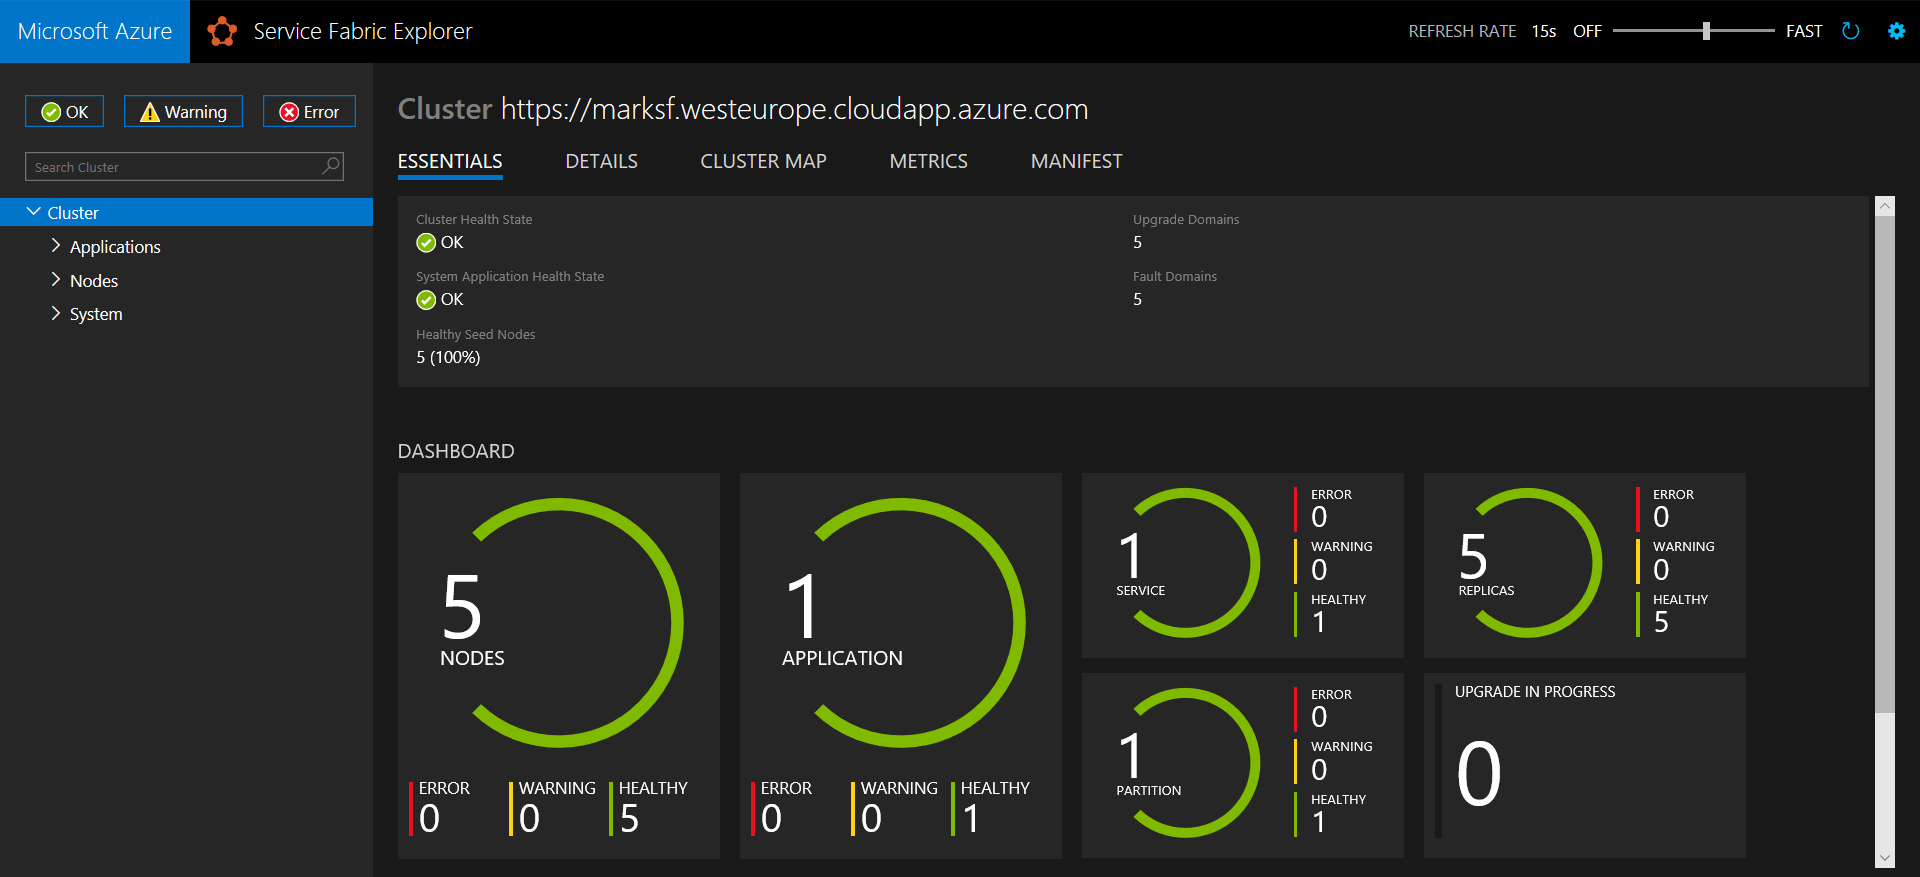 Microsoft Azure
Service Fabric Explorer
REFRESH RATE 15s OFF FAST
OK
Warning
Error
Search Cluster
Cluster
Applications
Nodes
System
Cluster https://marksf.westeurope.cloudapp.azure.com
ESSENTIALS DETAILS CLUSTER MAP METRICS MANIFEST
Cluster Health State
OK
System Application Health State
OK
Healthy Seed Nodes
5 (100%)
Upgrade Domains
5
Fault Domains
5
DASHBOARD
5
NODES
ERROR
0
WARNING
0
HEALTHY
5
1
APPLICATION
ERROR
0
WARNING
0
HEALTHY
1
1
SERVICE
ERROR
0
WARNING
0
HEALTHY
1
5
REPLICAS
ERROR
0
WARNING
0
HEALTHY
5
1
PARTITION
ERROR
0
WARNING
0
HEALTHY
1
UPGRADE IN PROGRESS
0